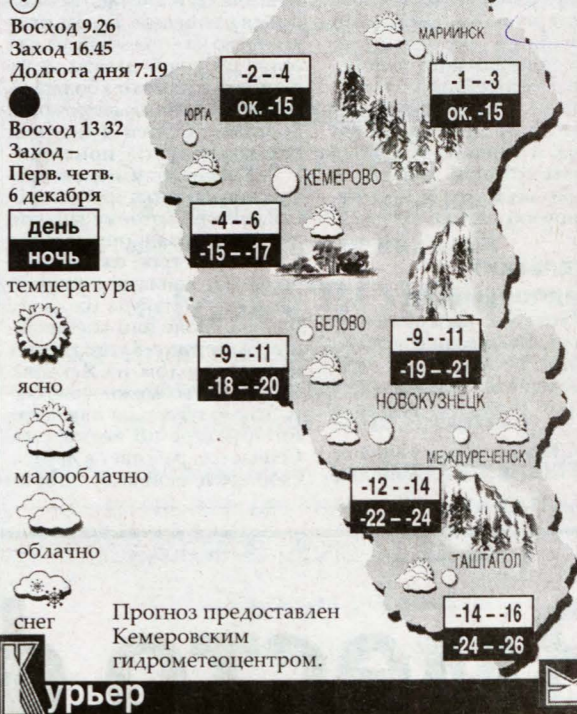 Восход 9.26
Заход 16.45
Долгота дня 7.19
Восход 13.32
Заход –
Перв. четв.
6 декабря
день
ночь
температура
ясно
малооблачно
облачно
снег
МАРИИНСК
-2 – -4
ок. -15
-1 – -3
ок. -15
ЮРГА
КЕМЕРОВО
-4 – -6
-15 – -17
БЕЛОВО
-9 – -11
-18 – -20
-9 – -11
-19 – -21
НОВОКУЗНЕЦК
МЕЖДУРЕЧЕНСК
-12 – -14
-22 – -24
ТАШТАГОЛ
-14 – -16
-24 – -26
Прогноз предоставлен
Кемеровским
гидрометеоцентром.
Курьер